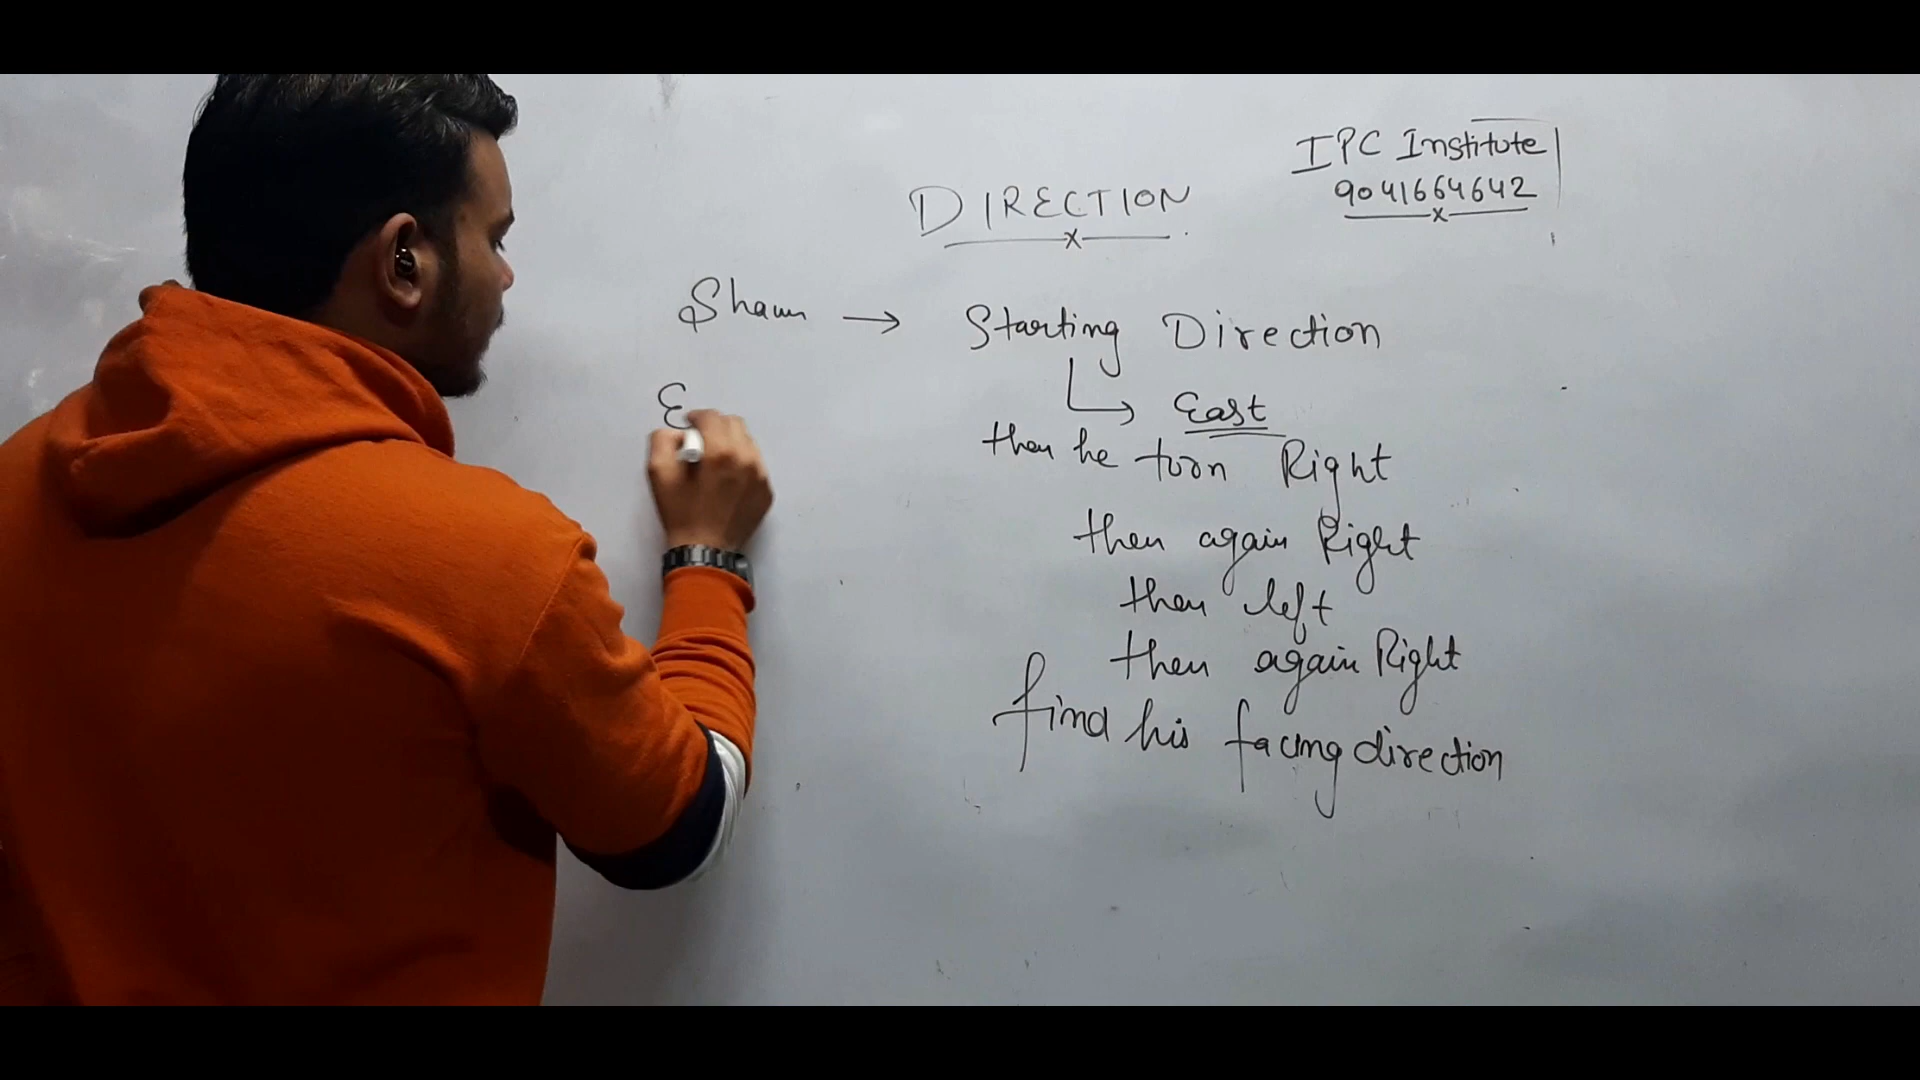 IPC Institute
9041664642
DIRECTION
Sham → Starting Direction
East
then he torn Right
then again Right
then left
then again Right
find his facing direction
E